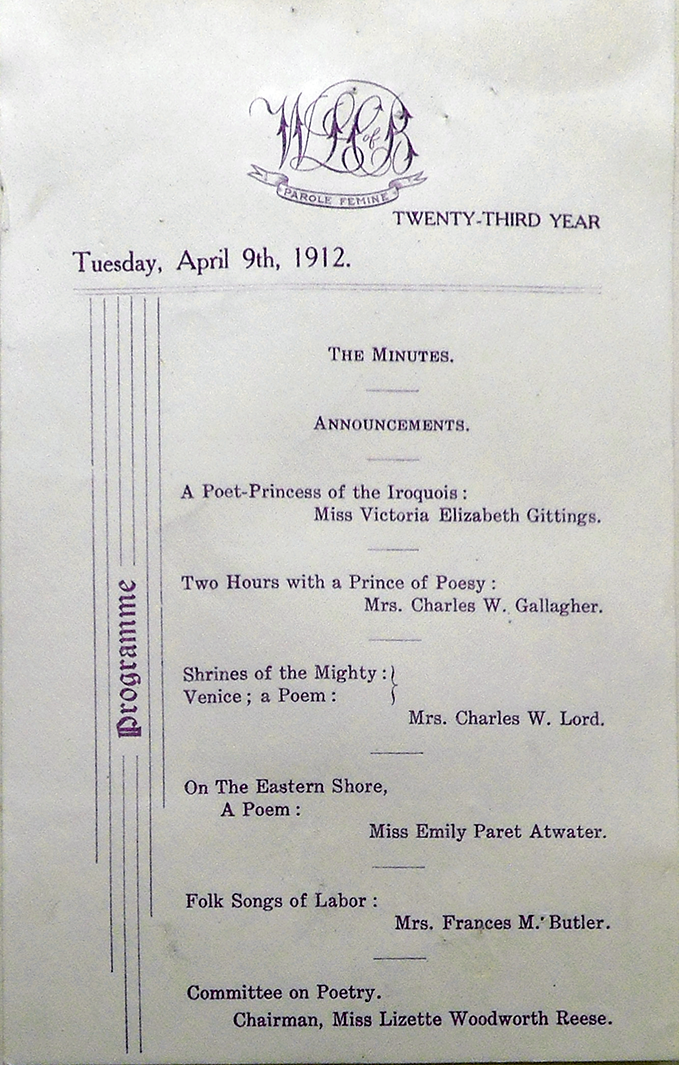 WLC of B
PAROLE FEMINE
TWENTY-THIRD YEAR
Tuesday, April 9th, 1912.
Programme
THE MINUTES.
ANNOUNCEMENTS.
A Poet-Princess of the Iroquois :
Miss Victoria Elizabeth Gittings.
Two Hours with a Prince of Poesy :
Mrs. Charles W. Gallagher.
Shrines of the Mighty :}
Venice ; a Poem :
Mrs. Charles W. Lord.
On The Eastern Shore,
A Poem :
Miss Emily Paret Atwater.
Folk Songs of Labor :
Mrs. Frances M. Butler.
Committee on Poetry.
Chairman, Miss Lizette Woodworth Reese.